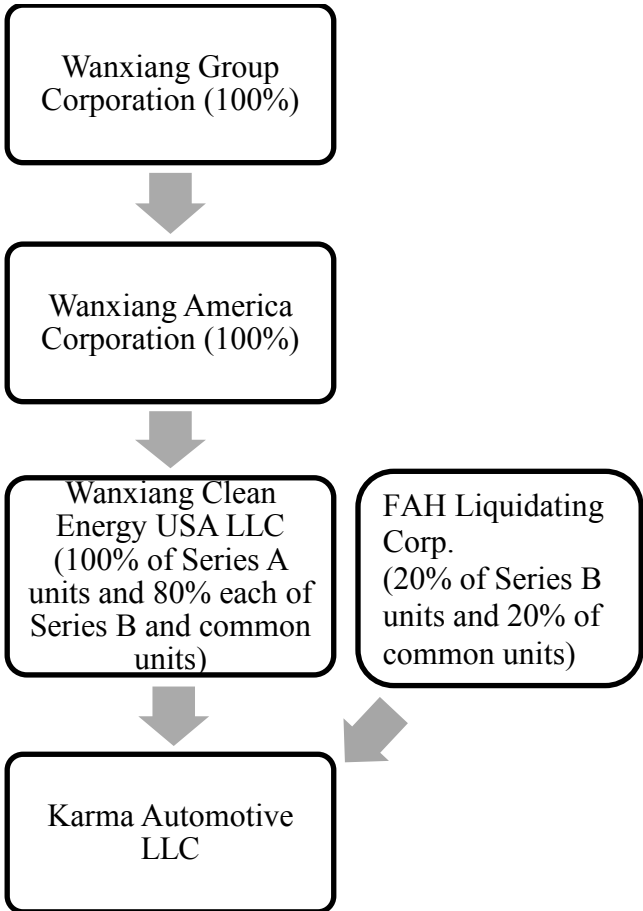 Wanxiang Group
Corporation (100%)
Wanxiang America
Corporation (100%)
Wanxiang Clean
Energy USA LLC
(100% of Series A
units and 80% each of
Series B and common
units)
FAH Liquidating
Corp.
(20% of Series B
units and 20% of
common units)
Karma Automotive
LLC